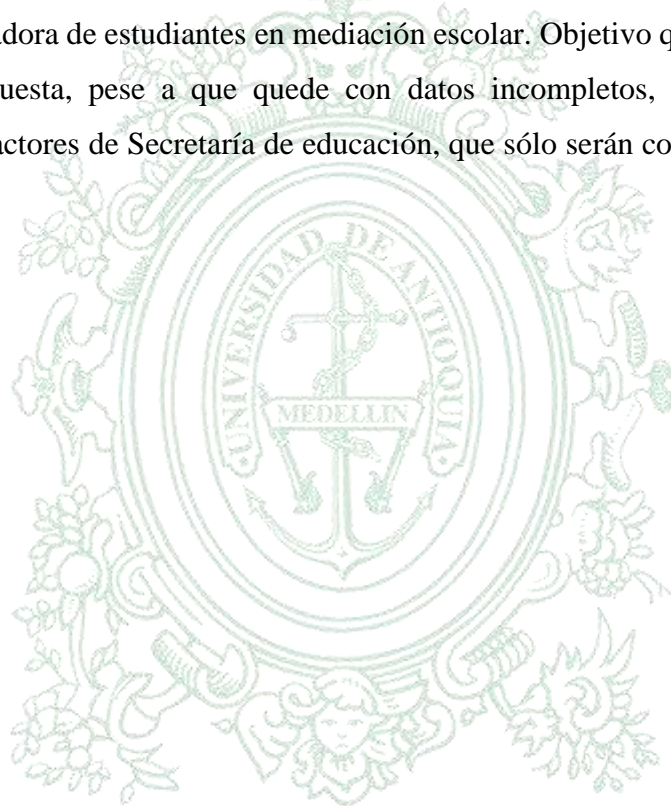 adora de estudiantes en mediación escolar. Objetivo q
uesta, pese a que quede con datos incompletos,
actores de Secretaría de educación, que sólo serán co
UNIVERSIDAD DE ANTIOQUIA
MEDELLIN